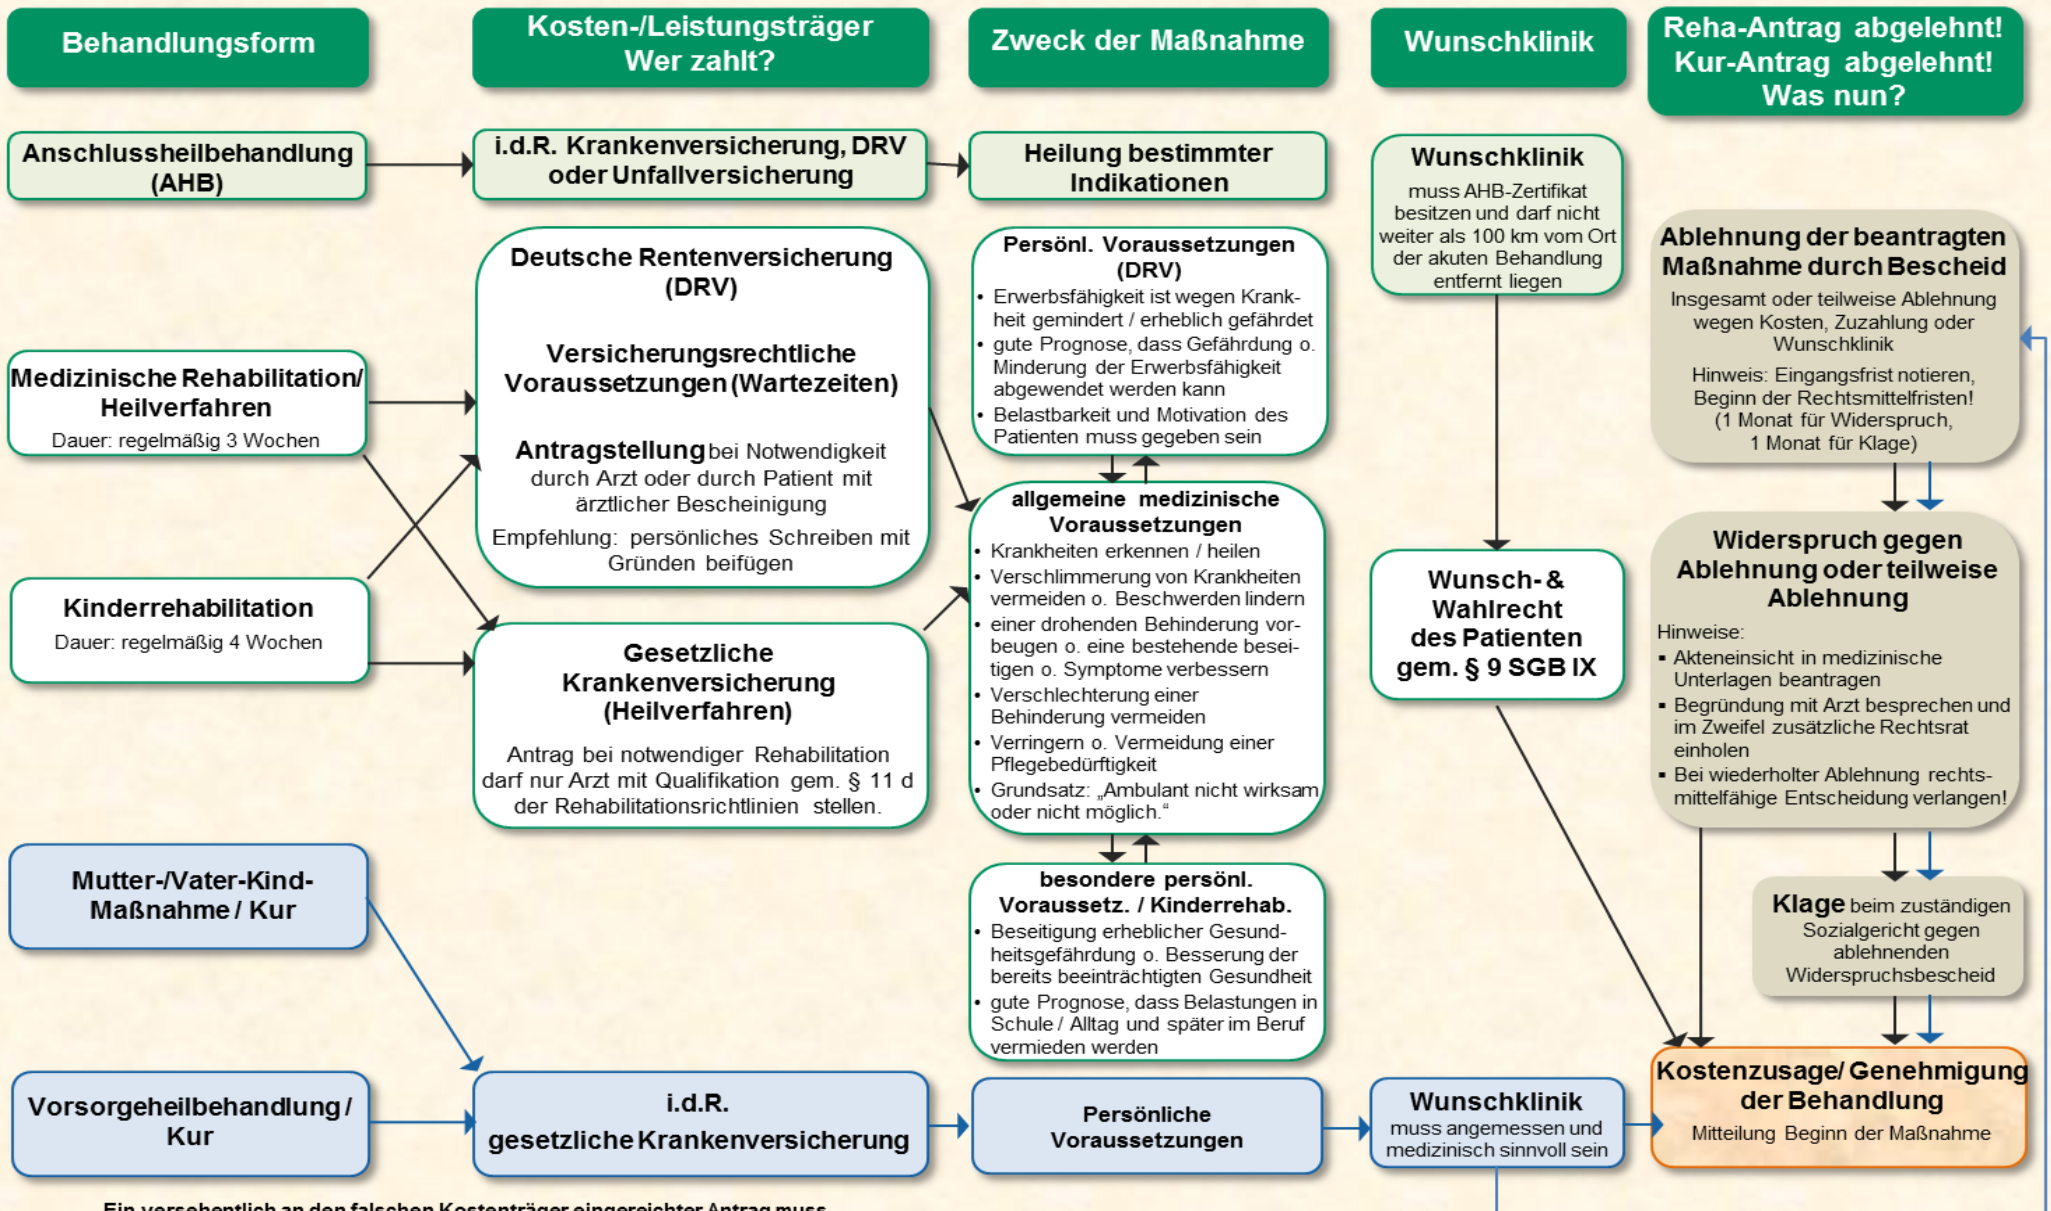 Behandlungsform
Kosten-/Leistungsträger
Wer zahlt?
Zweck der Maßnahme
Wunschklinik
Reha-Antrag abgelehnt!
Kur-Antrag abgelehnt!
Was nun?
Anschlussheilbehandlung
(AHB)
i.d.R. Krankenversicherung, DRV
oder Unfallversicherung
Heilung bestimmter
Indikationen
Wunschklinik
muss AHB-Zertifikat
besitzen und darf nicht
weiter als 100 km vom Ort
der akuten Behandlung
entfernt liegen
Medizinische Rehabilitation/
Heilverfahren
Dauer: regelmäßig 3 Wochen
Kinderrehabilitation
Dauer: regelmäßig 4 Wochen
Deutsche Rentenversicherung
(DRV)
Versicherungsrechtliche
Voraussetzungen (Wartezeiten)
Antragstellung bei Notwendigkeit
durch Arzt oder durch Patient mit
ärztlicher Bescheinigung
Empfehlung: persönliches Schreiben mit
Gründen beifügen
Gesetzliche
Krankenversicherung
(Heilverfahren)
Antrag bei notwendiger Rehabilitation
darf nur Arzt mit Qualifikation gem. § 11 d
der Rehabilitationsrichtlinien stellen.
Persönl. Voraussetzungen
(DRV)
• Erwerbsfähigkeit ist wegen Krank-
heit gemindert / erheblich gefährdet
• gute Prognose, dass Gefährdung o.
Minderung der Erwerbsfähigkeit
abgewendet werden kann
• Belastbarkeit und Motivation des
Patienten muss gegeben sein
allgemeine medizinische
Voraussetzungen
• Krankheiten erkennen / heilen
• Verschlimmerung von Krankheiten
vermeiden o. Beschwerden lindern
• einer drohenden Behinderung vor-
beugen o. eine bestehende besei-
tigen o. Symptome verbessern
• Verschlechterung einer
Behinderung vermeiden
• Verringern o. Vermeidung einer
Pflegebedürftigkeit
• Grundsatz: „Ambulant nicht wirksam
oder nicht möglich.“
besondere persönl.
Voraussetz. / Kinderrehab.
• Beseitigung erheblicher Gesund-
heitsgefährdung o. Besserung der
bereits beeinträchtigten Gesundheit
• gute Prognose, dass Belastungen in
Schule / Alltag und später im Beruf
vermieden werden
Wunsch- &
Wahlrecht
des Patienten
gem. § 9 SGB IX
Ablehnung der beantragten
Maßnahme durch Bescheid
Insgesamt oder teilweise Ablehnung
wegen Kosten, Zuzahlung oder
Wunschklinik
Hinweis: Eingangsfrist notieren,
Beginn der Rechtsmittelfristen!
(1 Monat für Widerspruch,
1 Monat für Klage)
Widerspruch gegen
Ablehnung oder teilweise
Ablehnung
Hinweise:
▪ Akteneinsicht in medizinische
Unterlagen beantragen
▪ Begründung mit Arzt besprechen und
im Zweifel zusätzliche Rechtsrat
einholen
▪ Bei wiederholter Ablehnung rechts-
mittelfähige Entscheidung verlangen!
Klage beim zuständigen
Sozialgericht gegen
ablehnenden
Widerspruchsbescheid
Mutter-/Vater-Kind-
Maßnahme / Kur
Vorsorgeheilbehandlung /
Kur
i.d.R.
gesetzliche Krankenversicherung
Persönliche
Voraussetzungen
Wunschklinik
muss angemessen und
medizinisch sinnvoll sein
Kostenzusage/ Genehmigung
der Behandlung
Mitteilung Beginn der Maßnahme
Ein versehentlich an den falschen Kostenträger eingereichter Antrag muss